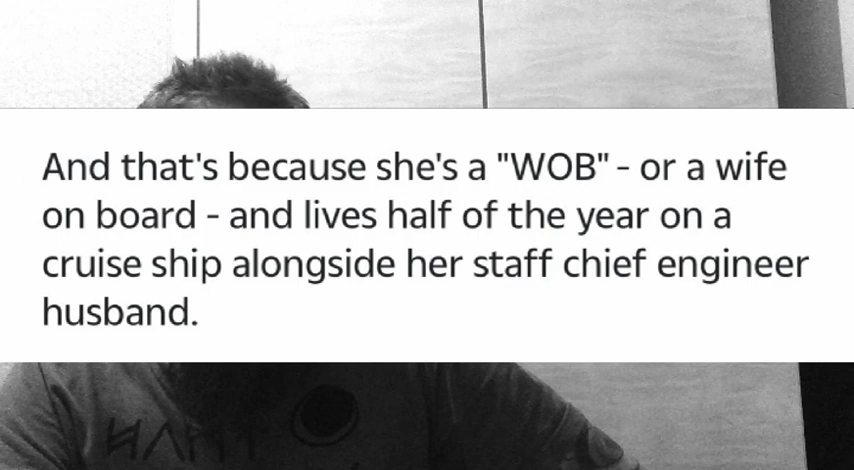 And that's because she's a "WOB" - or a wife
on board - and lives half of the year on a
cruise ship alongside her staff chief engineer
husband.